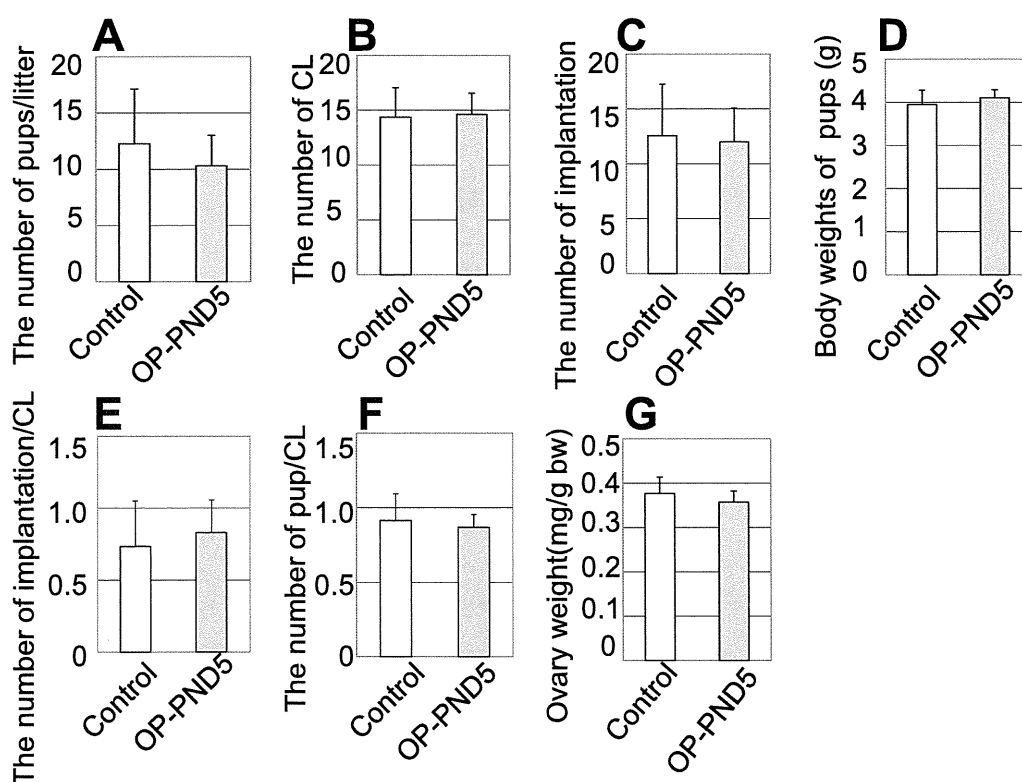 A
The number of pups/litter
20
15
10
5
0
Control
OP-PND5
B
The number of CL
20
15
10
5
0
Control
OP-PND5
C
The number of implantation
20
15
10
5
0
Control
OP-PND5
D
Body weights of pups (g)
5
4
3
2
1
0
Control
OP-PND5
E
The number of implantation/CL
1.5
1.0
0.5
0
Control
OP-PND5
F
The number of pup/CL
1.5
1.0
0.5
0
Control
OP-PND5
G
Ovary weight(mg/g bw)
0.5
0.4
0.3
0.2
0.1
0
Control
OP-PND5